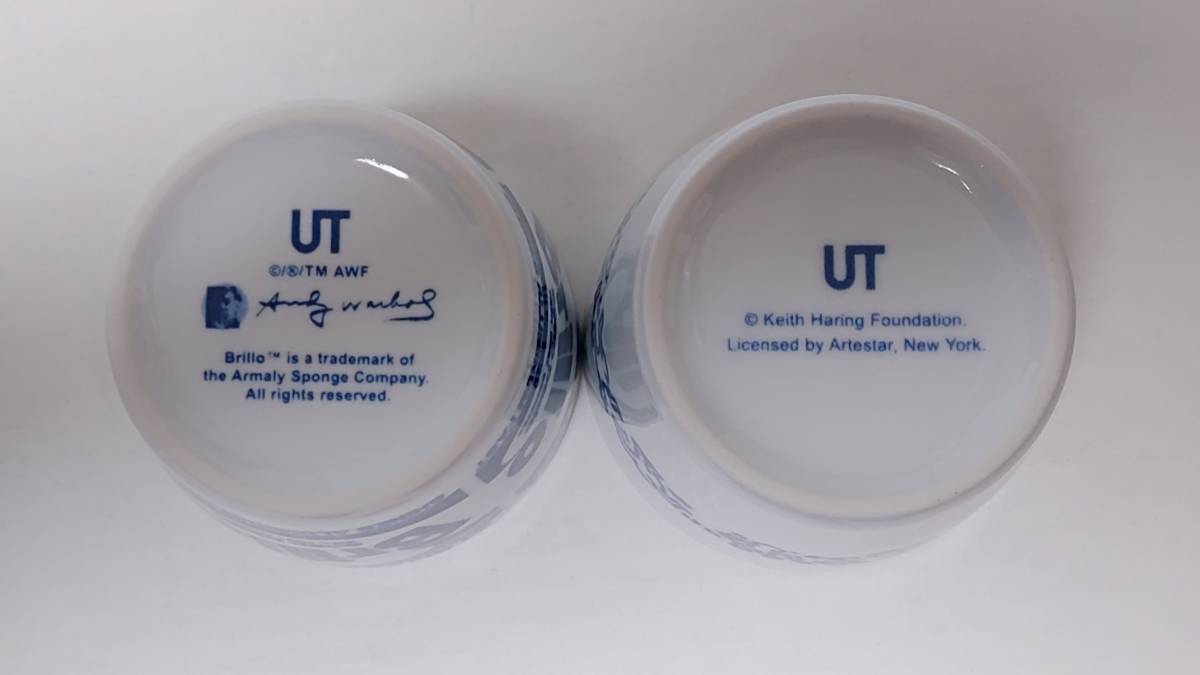 UT
©/®/TM AWF
Andy Warhol
Brillo™ is a trademark of
the Armaly Sponge Company.
All rights reserved.
UT
© Keith Haring Foundation.
Licensed by Artestar, New York.